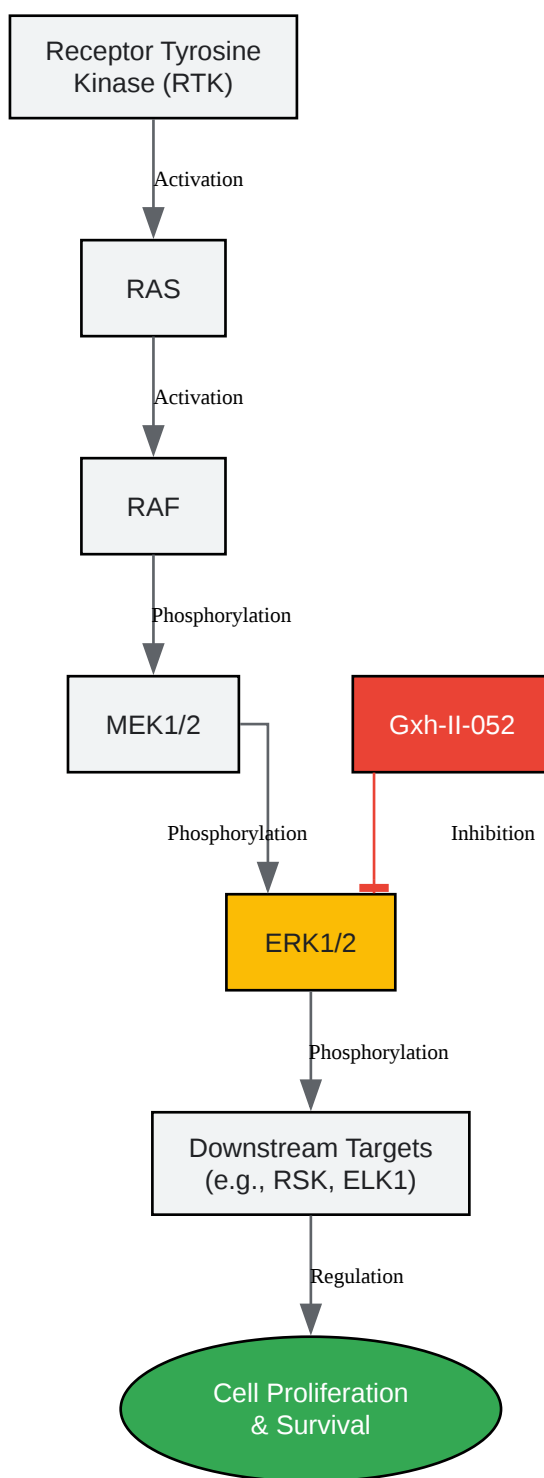 Receptor Tyrosine
Kinase (RTK)
Activation
RAS
Activation
RAF
Phosphorylation
MEK1/2
Gxh-II-052
Phosphorylation
Inhibition
ERK1/2
Phosphorylation
Downstream Targets
(e.g., RSK, ELK1)
Regulation
Cell Proliferation
& Survival